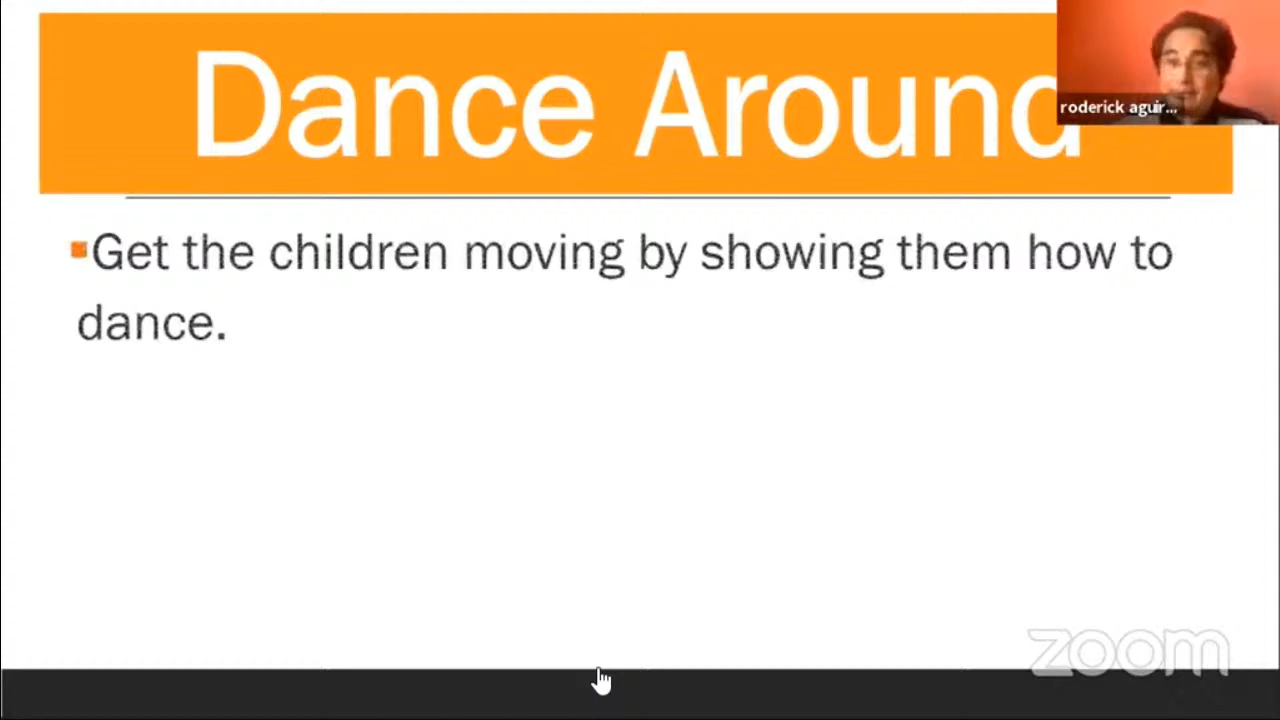 Dance Around
roderick aguir...
▪Get the children moving by showing them how to
dance.
zoom